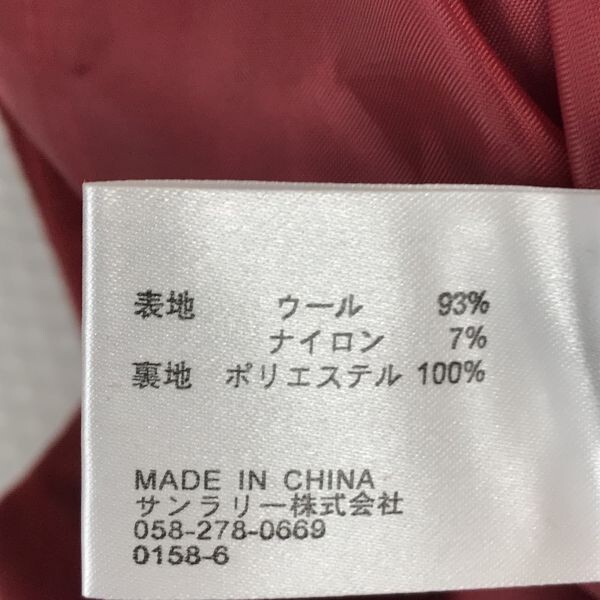 表地 ウール 93%
ナイロン 7%
裏地 ポリエステル 100%
MADE IN CHINA
サンラリー株式会社
058-278-0669
0158-6